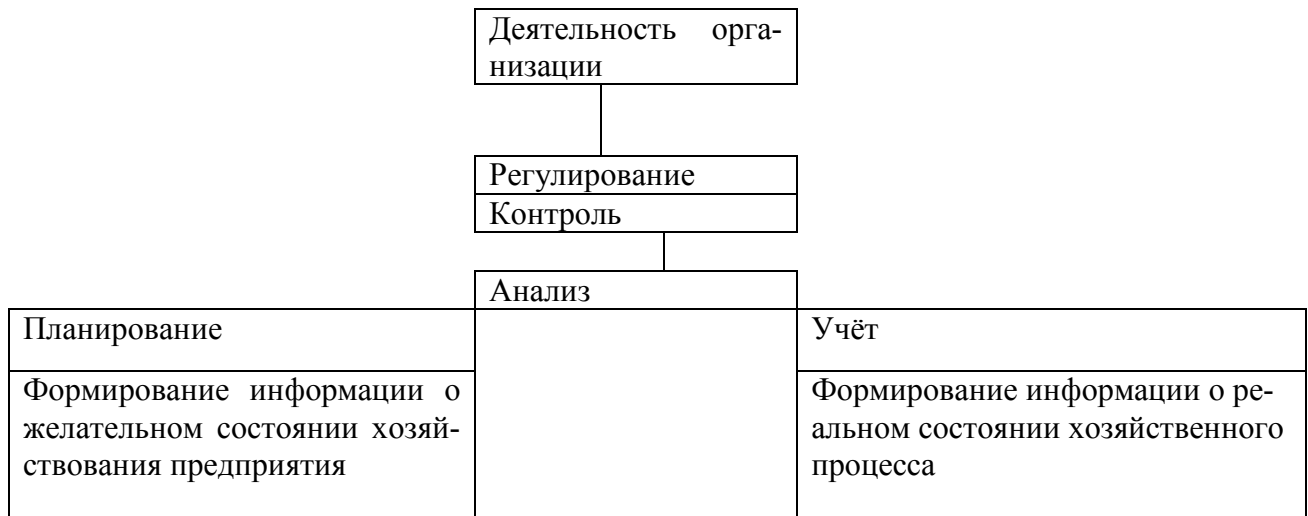 Деятельность орга-
низации
Регулирование
Контроль
Анализ
Планирование
Учёт
Формирование информации о
желательном состоянии хозяй-
ствования предприятия
Формирование информации о ре-
альном состоянии хозяйственного
процесса